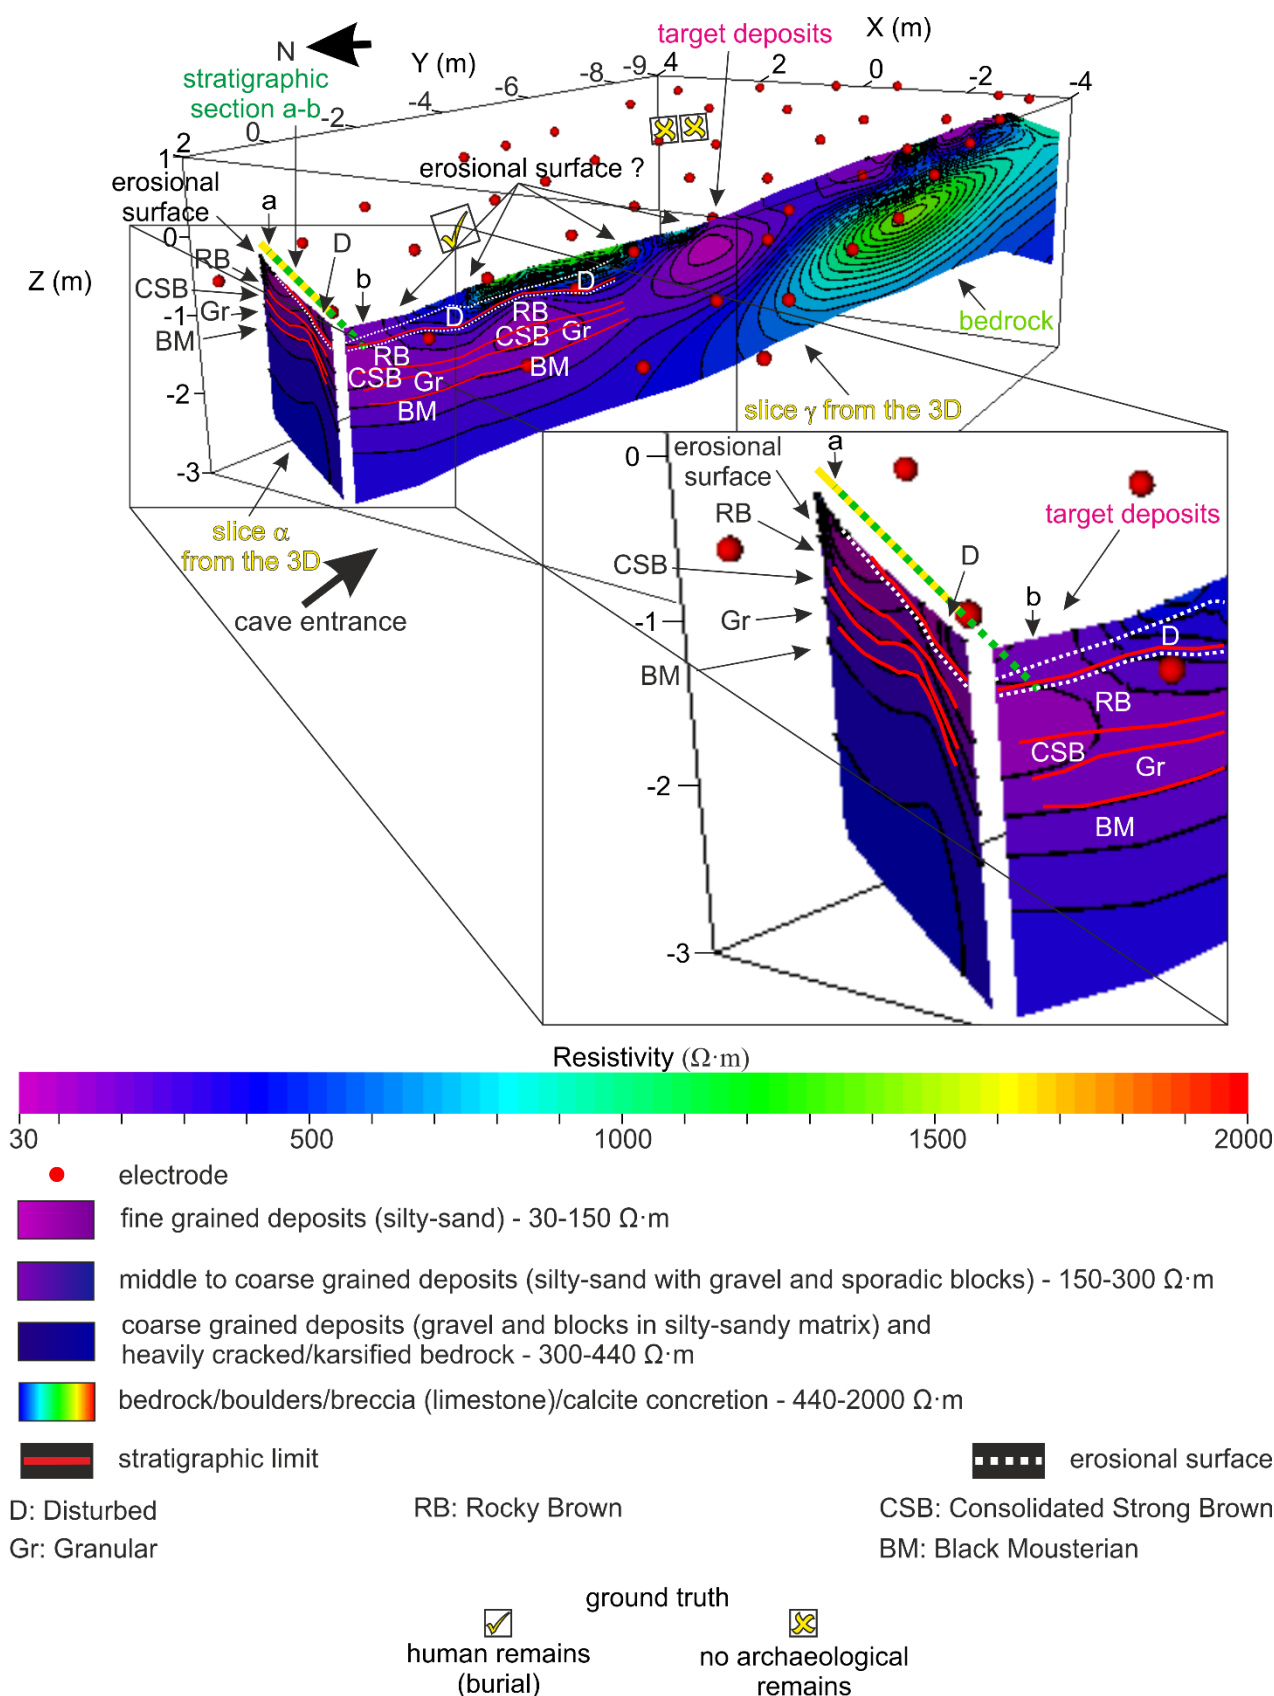 target deposits
X (m)
N
Y (m)
stratigraphic
section a-b
-9 4
-8
2
0
-2
-4
-6
-4
-2
0
2
1
erosional surface ?
erosional
surface
a
D
b
0
RB
Z (m)
CSB
Gr
-1
BM
D
D
RB
CSB
Gr
BM
RB
CSB
Gr
BM
bedrock
-2
slice γ from the 3D
-3
slice α
from the 3D
cave entrance
erosional
surface
a
0
RB
target deposits
CSB
D
b
Gr
-1
D
BM
RB
CSB
Gr
-2
BM
-3
Resistivity (Ω·m)
30 500 1000 1500 2000
electrode
fine grained deposits (silty-sand) - 30-150 Ω·m
middle to coarse grained deposits (silty-sand with gravel and sporadic blocks) - 150-300 Ω·m
coarse grained deposits (gravel and blocks in silty-sandy matrix) and
heavily cracked/karsified bedrock - 300-440 Ω·m
bedrock/boulders/breccia (limestone)/calcite concretion - 440-2000 Ω·m
stratigraphic limit
erosional surface
D: Disturbed
RB: Rocky Brown
CSB: Consolidated Strong Brown
Gr: Granular
BM: Black Mousterian
ground truth
human remains
(burial)
no archaeological
remains